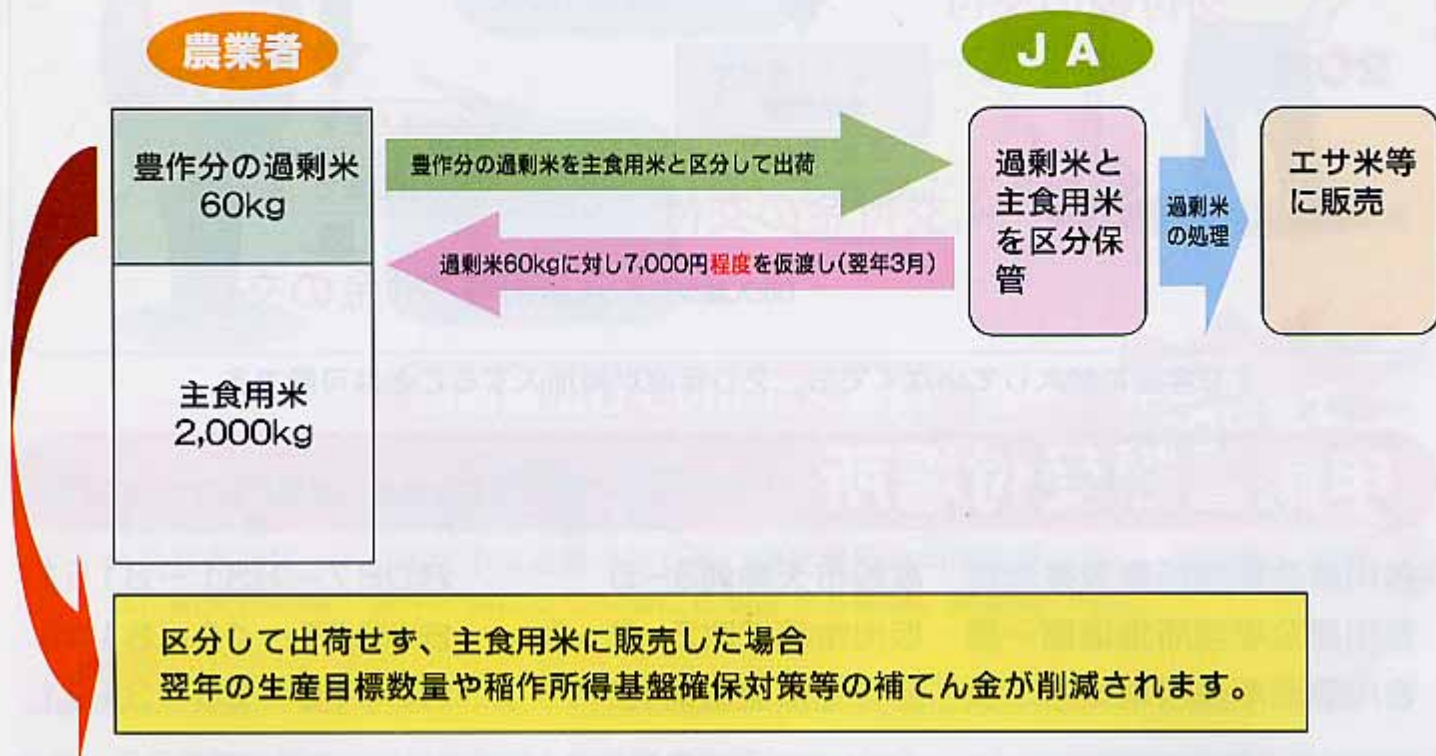 農業者
JA
豊作分の過剰米
60kg
豊作分の過剰米を主食用米と区分して出荷
過剰米と
主食用米
を区分保
管
過剰米
の処理
エサ米等
に販売
過剰米60kgに対し7,000円程度を仮渡し(翌年3月)
主食用米
2,000kg
区分して出荷せず、主食用米に販売した場合
翌年の生産目標数量や稲作所得基盤確保対策等の補てん金が削減されます。